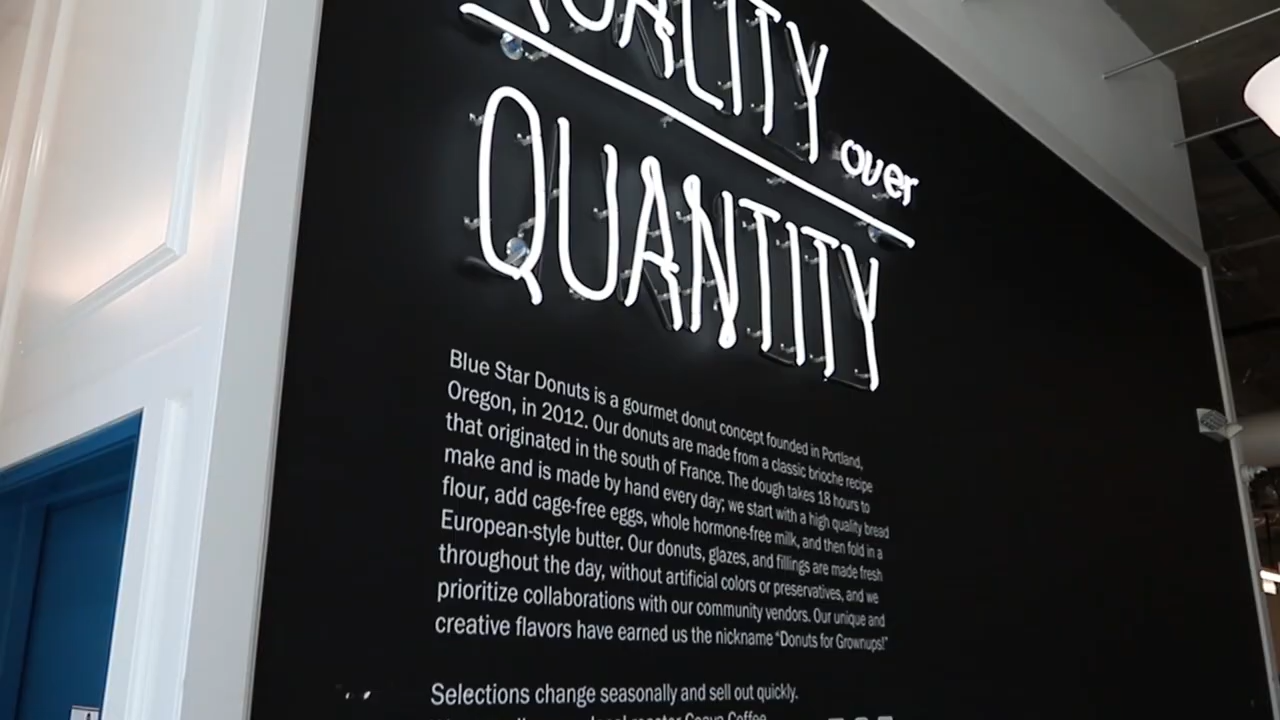 QUALITY
over
QUANTITY
Blue Star Donuts is a gourmet donut concept founded in Portland,
Oregon, in 2012. Our donuts are made from a classic brioche recipe
that originated in the south of France. The dough takes 18 hours to
make and is made by hand every day; we start with a high quality bread
flour, add cage-free eggs, whole hormone-free milk, and then fold in a
European-style butter. Our donuts, glazes, and fillings are made fresh
throughout the day, without artificial colors or preservatives, and we
prioritize collaborations with our community vendors. Our unique and
creative flavors have earned us the nickname "Donuts for Grownups!"
Selections change seasonally and sell out quickly.
roaster Coava Coffee